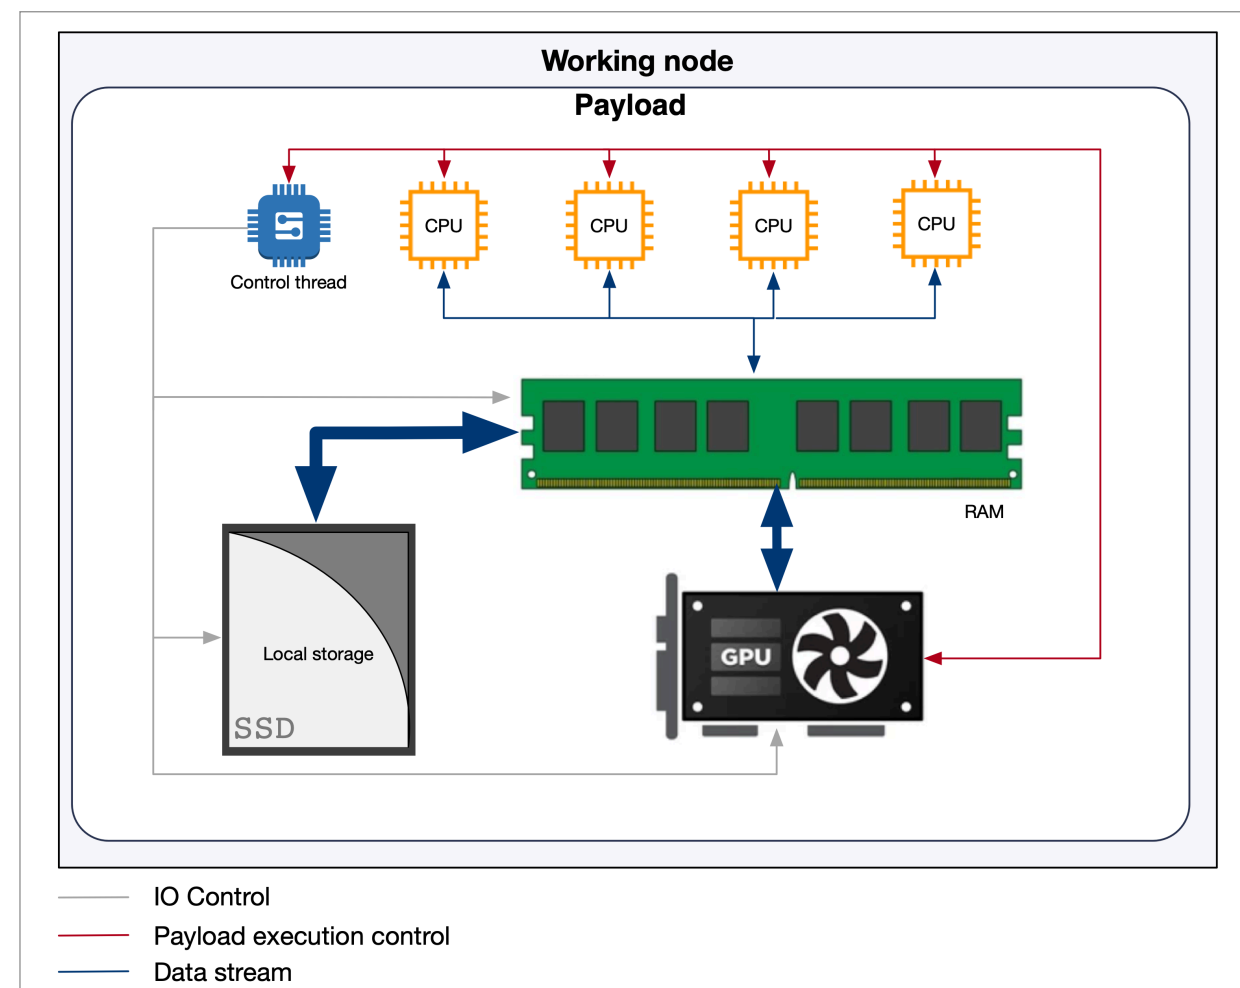 Working node
Payload
CPU
CPU
CPU
CPU
Control thread
RAM
GPU
Local storage
SSD
IO Control
Payload execution control
Data stream